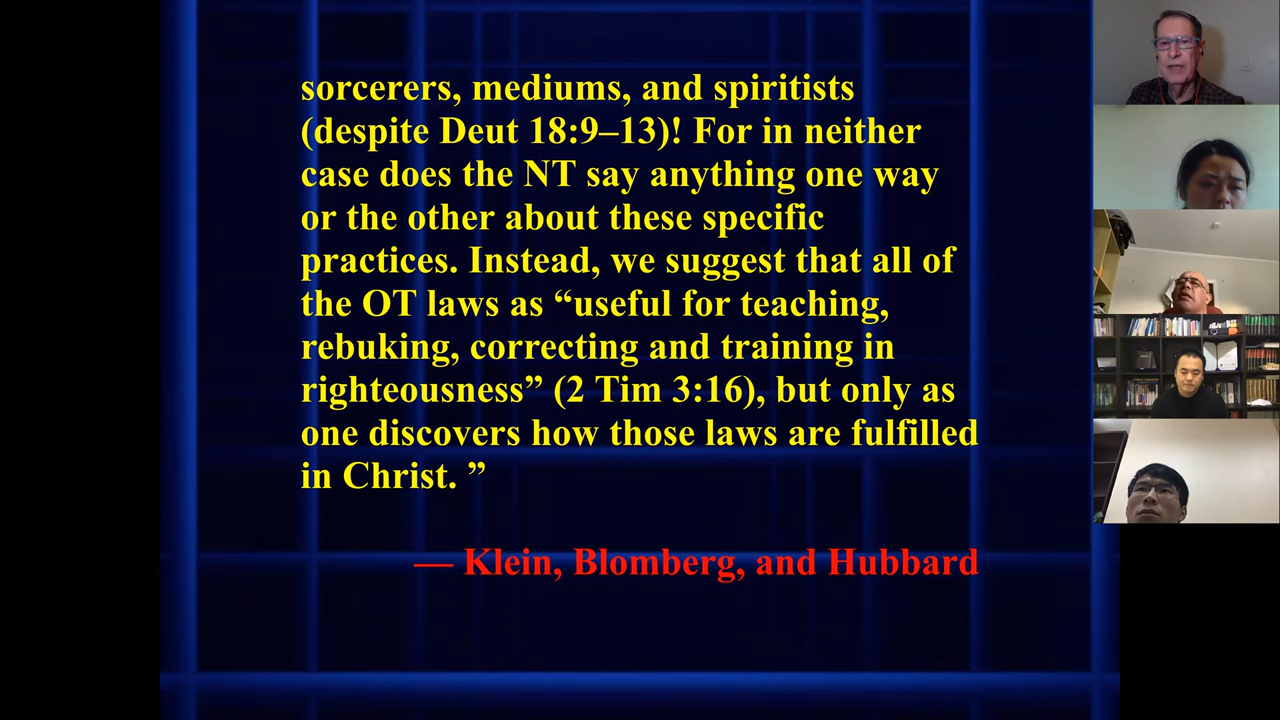 sorcerers, mediums, and spiritists
(despite Deut 18:9–13)! For in neither
case does the NT say anything one way
or the other about these specific
practices. Instead, we suggest that all of
the OT laws as “useful for teaching,
rebuking, correcting and training in
righteousness” (2 Tim 3:16), but only as
one discovers how those laws are fulfilled
in Christ. ”
— Klein, Blomberg, and Hubbard